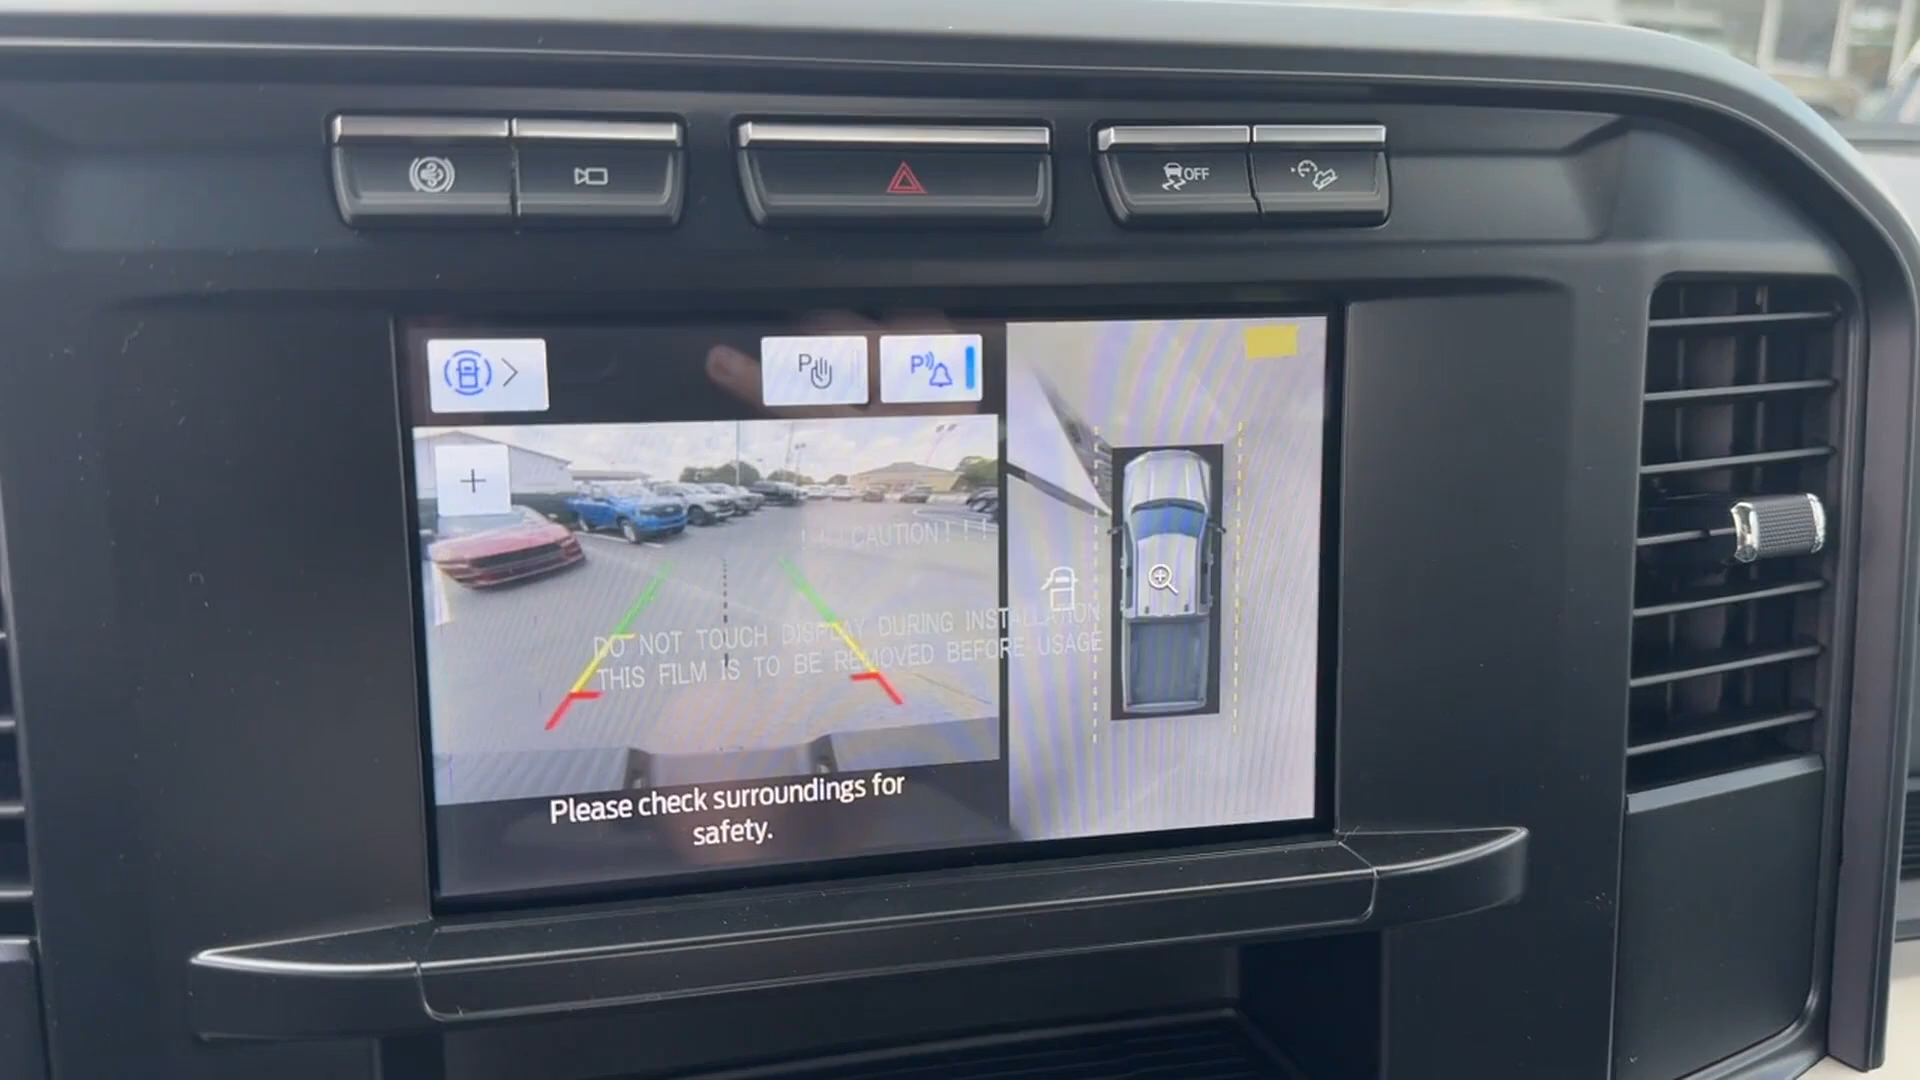 OFF
P
P
! ! ! CAUTION ! ! !
DO NOT TOUCH DISPLAY DURING INSTALLATION
THIS FILM IS TO BE REMOVED BEFORE USAGE
Please check surroundings for
safety.